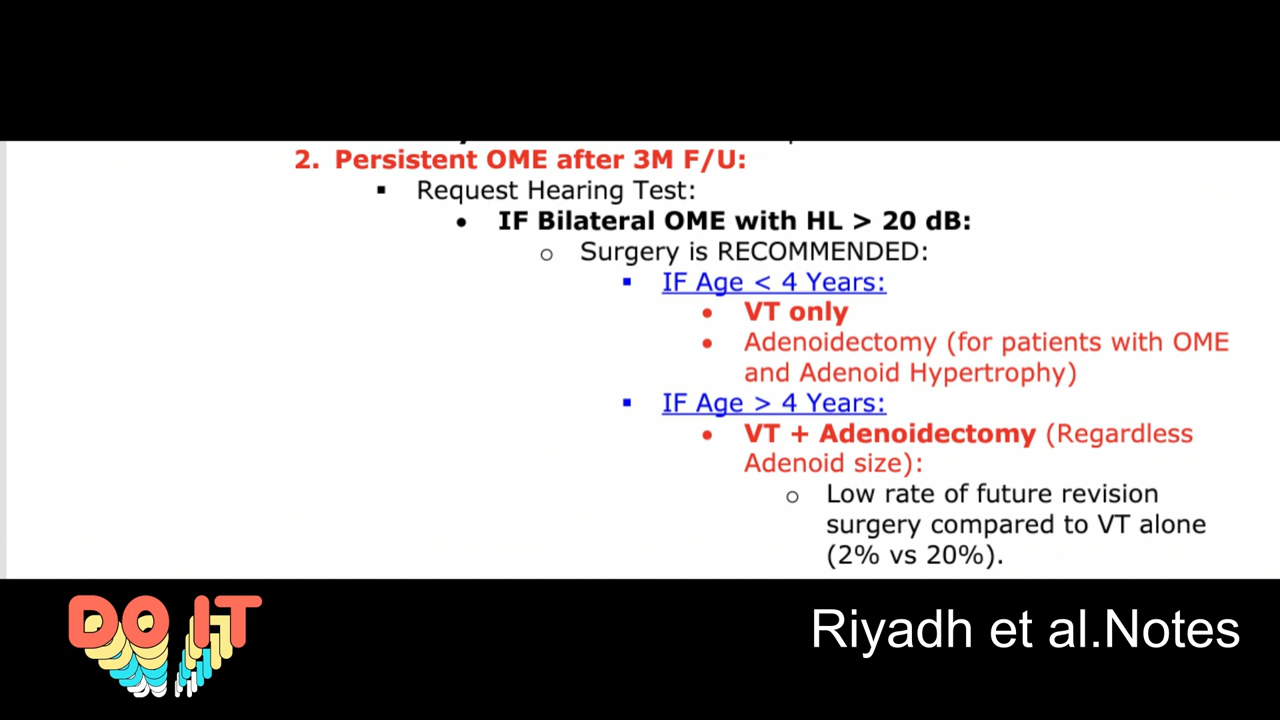 2. Persistent OME after 3M F/U:
▪ Request Hearing Test:
• IF Bilateral OME with HL > 20 dB:
o Surgery is RECOMMENDED:
▪ IF Age < 4 Years:
• VT only
• Adenoidectomy (for patients with OME
and Adenoid Hypertrophy)
▪ IF Age > 4 Years:
• VT + Adenoidectomy (Regardless
Adenoid size):
o Low rate of future revision
surgery compared to VT alone
(2% vs 20%).
DO IT
Riyadh et al.Notes